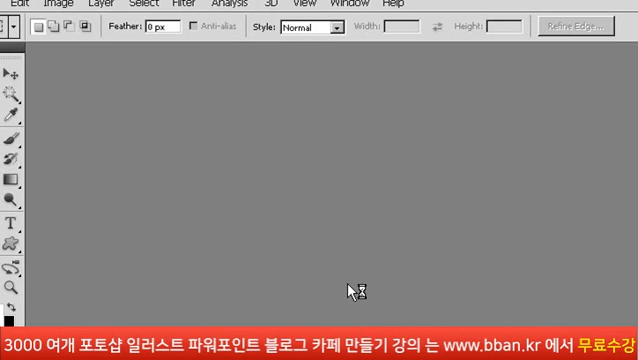 Edit Image Layer Select Filter Analysis 3D View Window Help
Feather: 0 px Anti-alias Style: Normal Width: Height: Refine Edge...
3000 여개 포토샵 일러스트 파워포인트 블로그 카페 만들기 강의 는 www.bban.kr 에서 무료수강